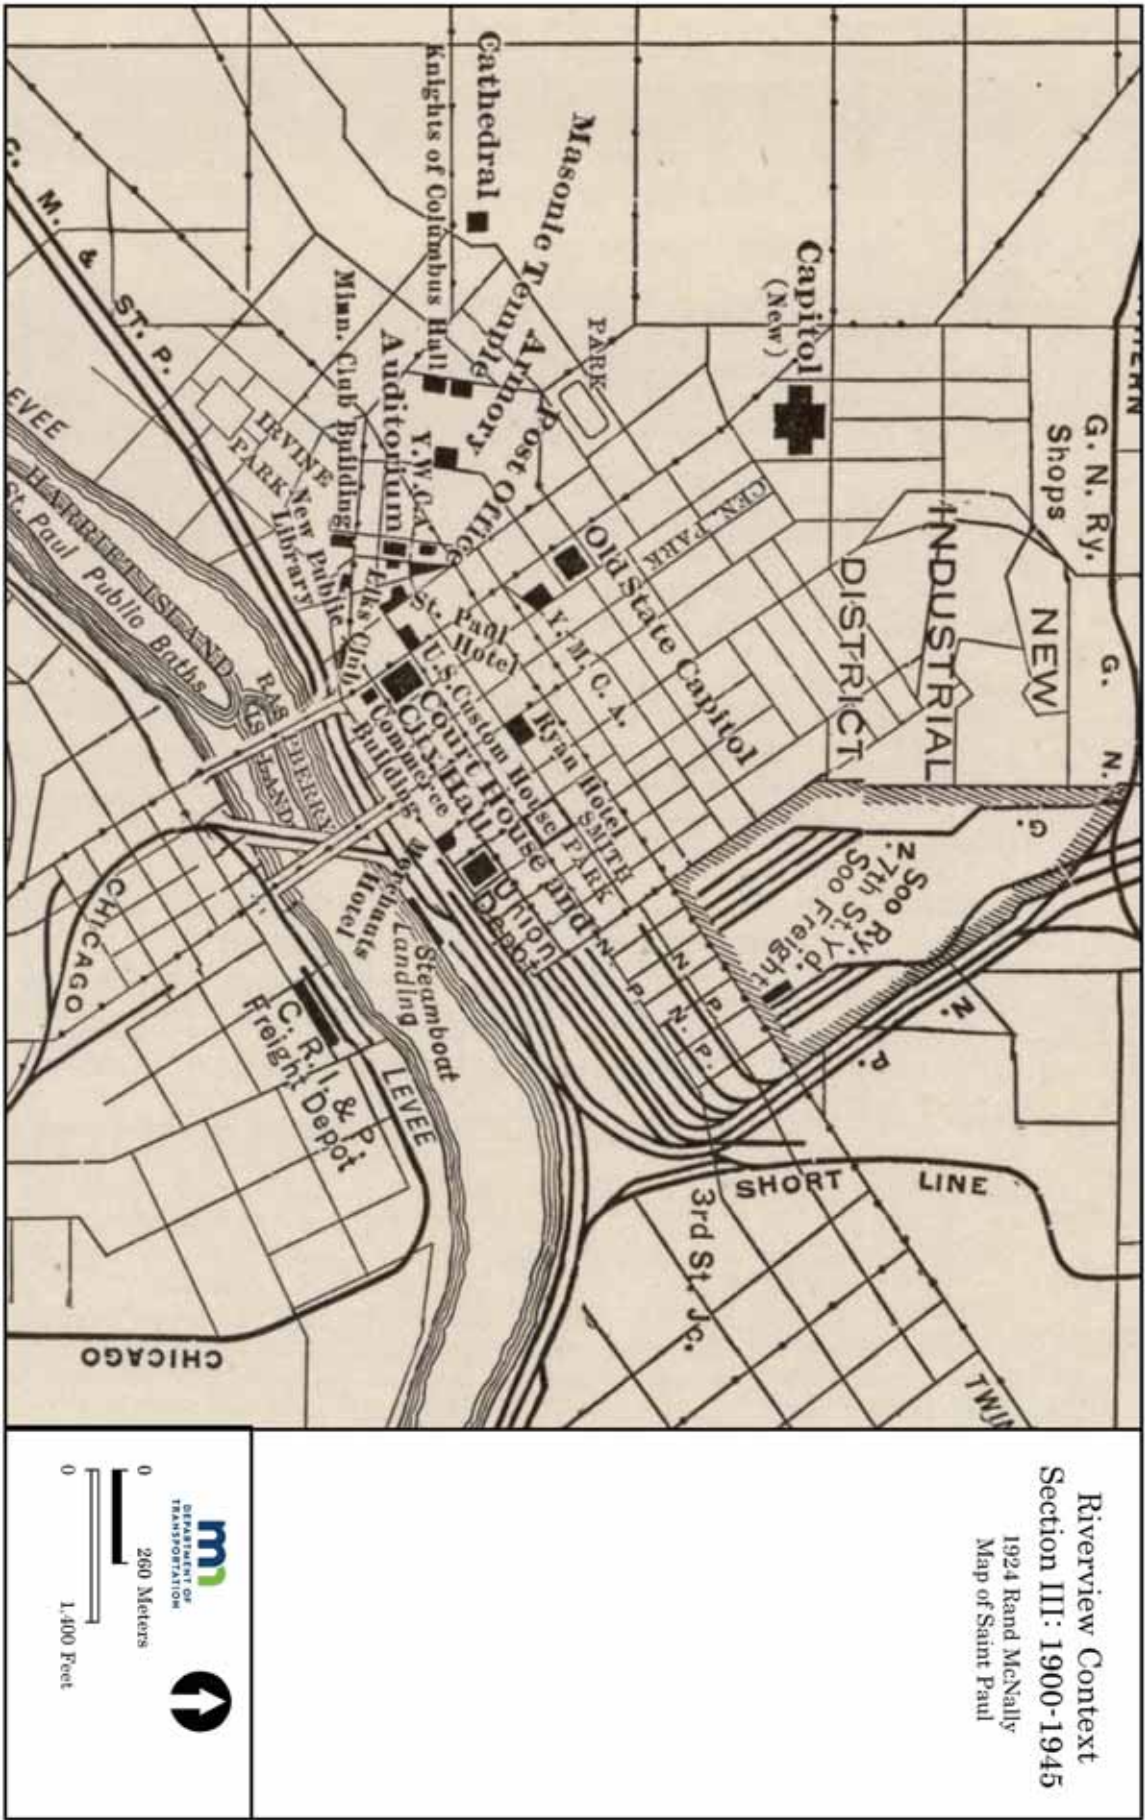 Riverview Context
Section III: 1900-1945
1924 Rand McNally
Map of Saint Paul
DEPARTMENT OF
TRANSPORTATION
0
260 Meters
0
1,400 Feet
G. N. Ry.
Shops
NEW
INDUSTRIAL
DISTRICT
G.
N.
G.
Capitol
(New)
Soo Ry.
7th St. Yd.
Soo Freight
N.
N.
P.
SHORT
LINE
TWIN
3rd St. Jc.
CEN. PARK
PARK
Masonic Temple
Cathedral
Knights of Columbus Hall
Armory
Post Office
Old State Capitol
Y. M. C. A.
Ryan Hotel
SMITH
PARK
N. P.
N. P.
N. P.
Minn. Club Building
Auditorium
Y.W.C.A
St. Paul
Hotel
U.S. Custom House
Court House and
City Hall
Commerce
Building
Union
Depot
Elks Club
New Public
Library
IRVINE
PARK
C. M. & ST. P.
LEVEE
HARRIET ISLAND
St. Paul Public Baths
RASPBERRY
ISLAND
Merchants
Hotel
Steamboat
Landing
LEVEE
C. R. I. & P.
Freight Depot
CHICAGO
CHICAGO